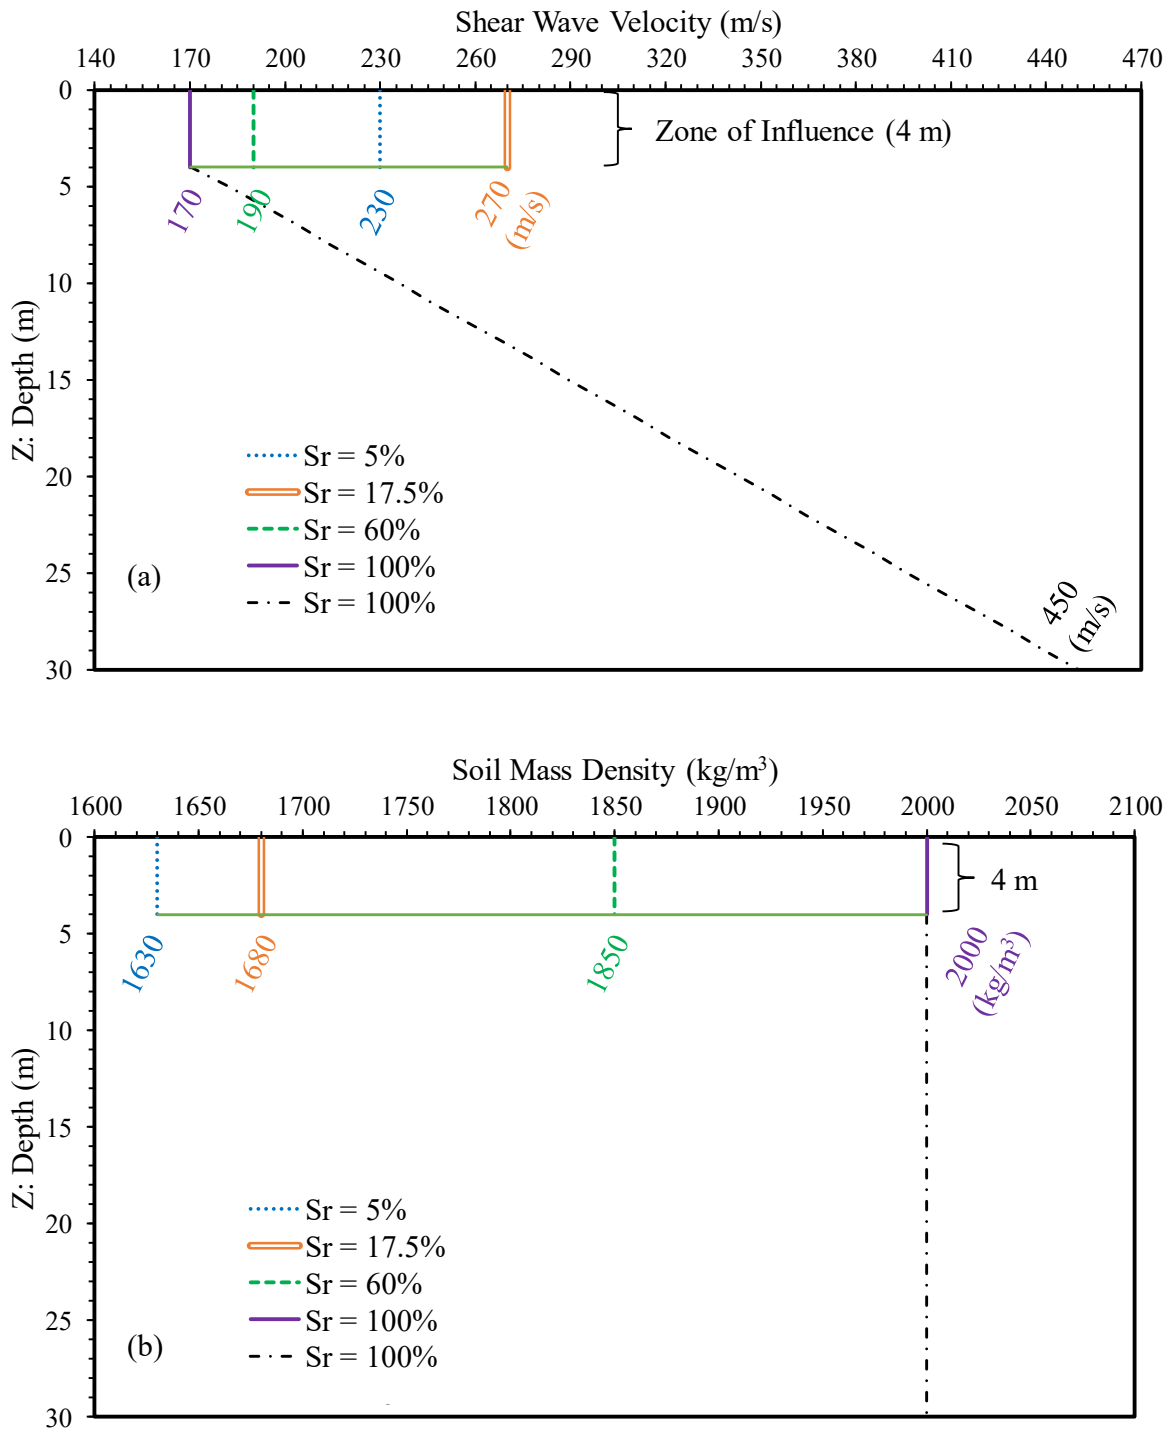 Shear Wave Velocity (m/s)
140 170 200 230 260 290 320 350 380 410 440 470
0
Zone of Influence (4 m)
5
170
190
230
270
(m/s)
10
Z: Depth (m)
15
Sr = 5%
20
Sr = 17.5%
Sr = 60%
25
(a)
Sr = 100%
Sr = 100%
450
(m/s)
30
Soil Mass Density (kg/m³)
1600 1650 1700 1750 1800 1850 1900 1950 2000 2050 2100
0
4 m
5
1630
1680
1850
2000
(kg/m³)
10
Z: Depth (m)
15
20
Sr = 5%
Sr = 17.5%
Sr = 60%
25
Sr = 100%
(b)
Sr = 100%
30